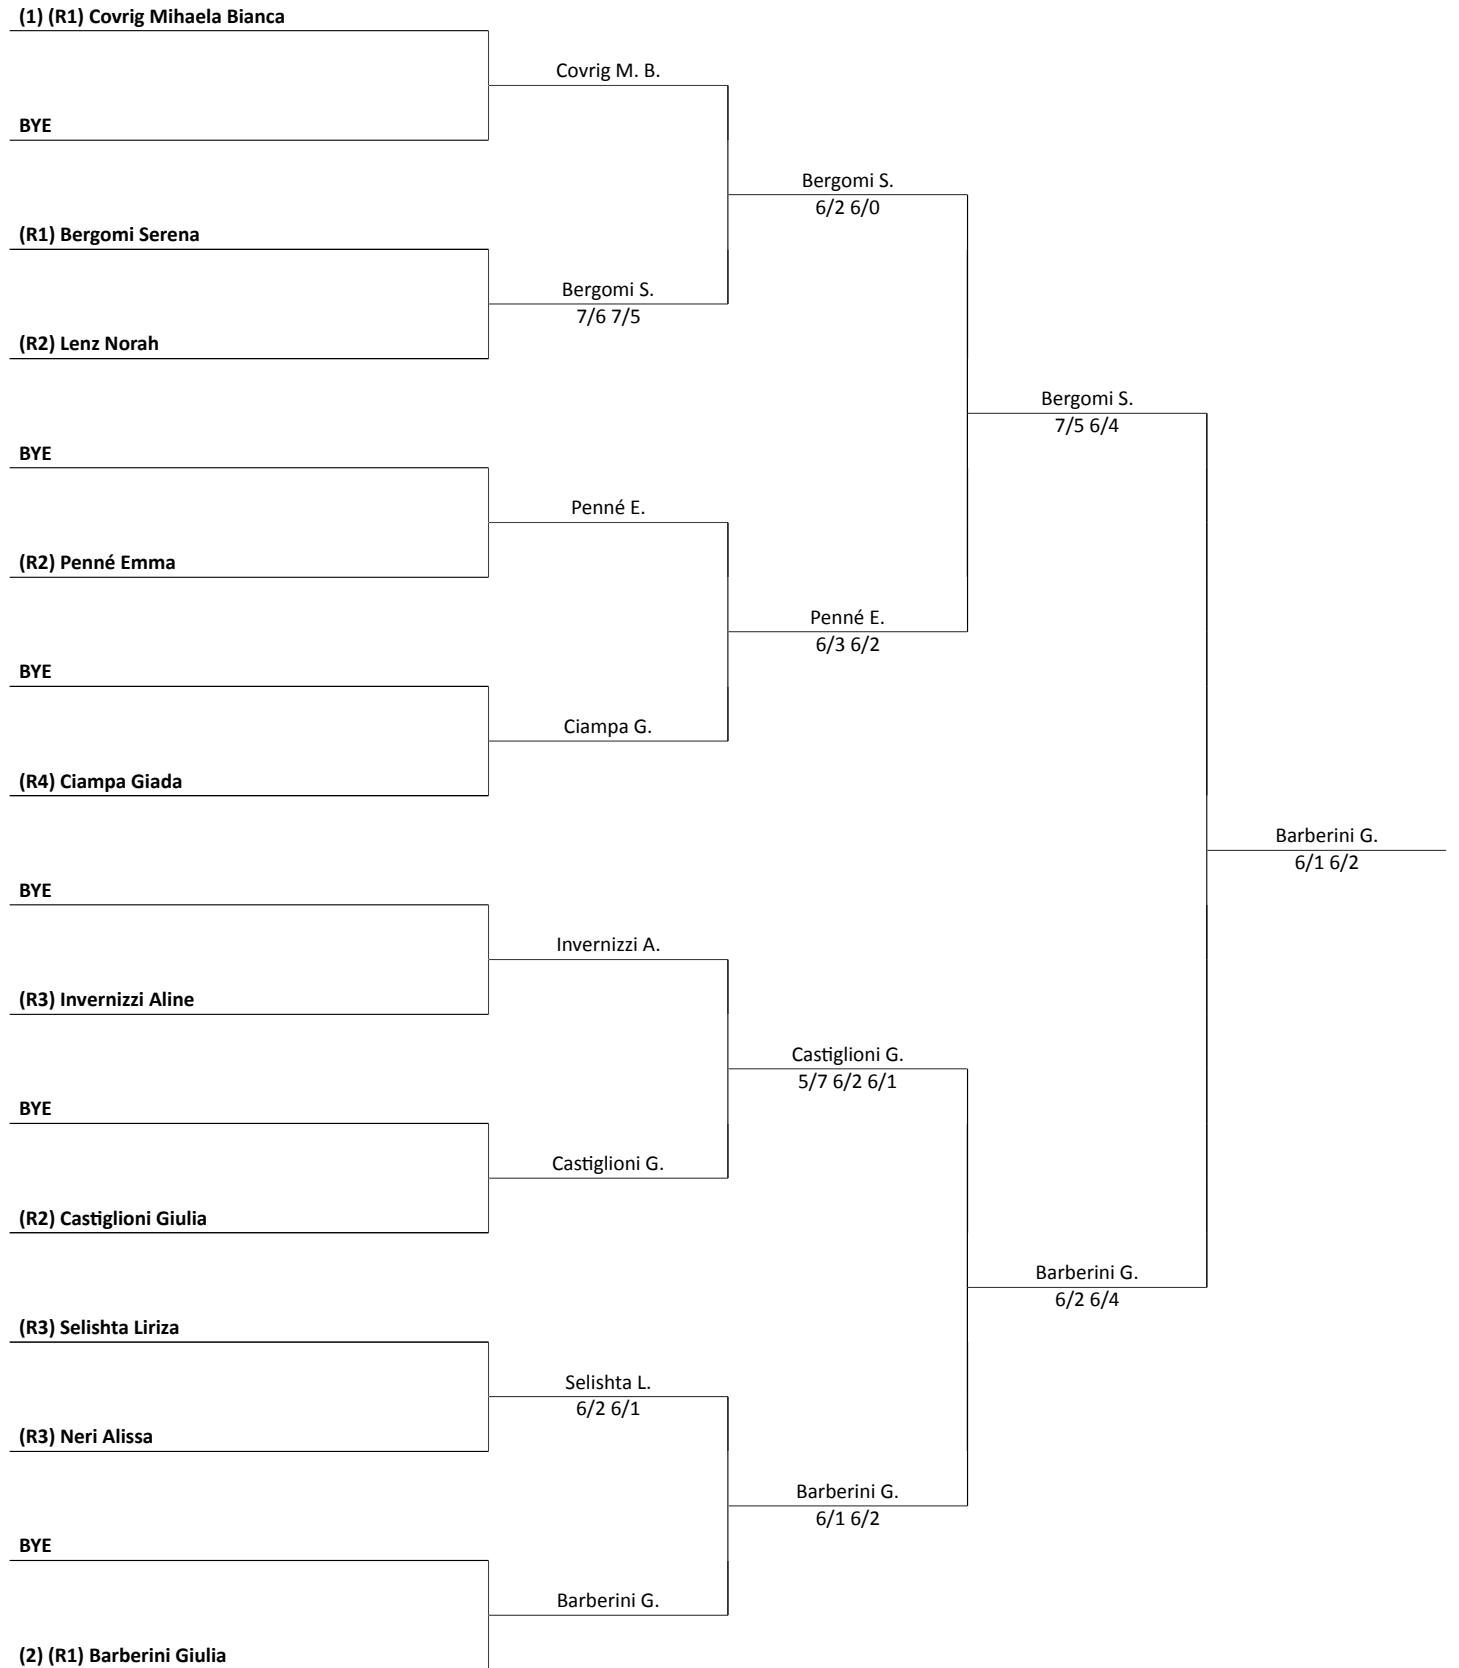 (1) (R1) Covrig Mihaela Bianca
Covrig M. B.
BYE
Bergomi S.
6/2 6/0
(R1) Bergomi Serena
Bergomi S.
7/6 7/5
(R2) Lenz Norah
Bergomi S.
7/5 6/4
BYE
Penné E.
(R2) Penné Emma
Penné E.
6/3 6/2
BYE
Ciampa G.
(R4) Ciampa Giada
Barberini G.
6/1 6/2
BYE
Invernizzi A.
(R3) Invernizzi Aline
Castiglioni G.
5/7 6/2 6/1
BYE
Castiglioni G.
(R2) Castiglioni Giulia
Barberini G.
6/2 6/4
(R3) Selishta Liriza
Selishta L.
6/2 6/1
(R3) Neri Alissa
Barberini G.
6/1 6/2
BYE
Barberini G.
(2) (R1) Barberini Giulia